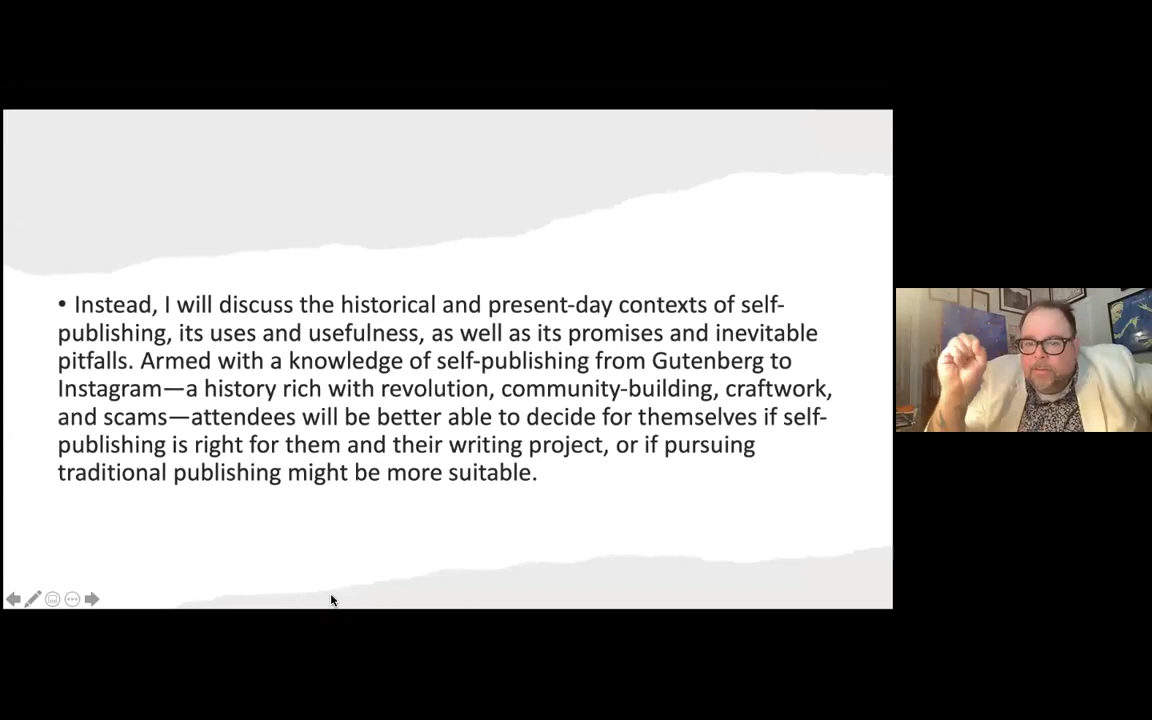 • Instead, I will discuss the historical and present-day contexts of self-
publishing, its uses and usefulness, as well as its promises and inevitable
pitfalls. Armed with a knowledge of self-publishing from Gutenberg to
Instagram—a history rich with revolution, community-building, craftwork,
and scams—attendees will be better able to decide for themselves if self-
publishing is right for them and their writing project, or if pursuing
traditional publishing might be more suitable.